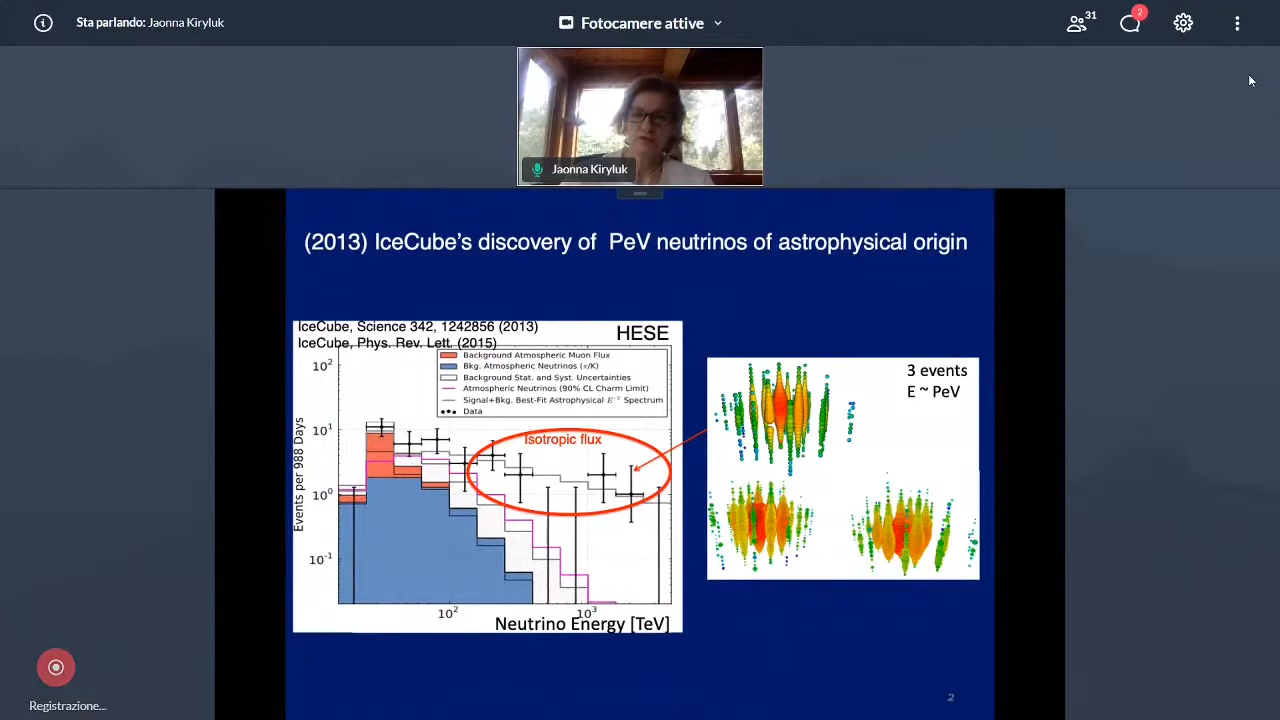 Sta parlando: Jaonna Kiryluk
Fotocamere attive
31
2
Jaonna Kiryluk
(2013) IceCube's discovery of PeV neutrinos of astrophysical origin
IceCube, Science 342, 1242856 (2013)
IceCube, Phys. Rev. Lett. (2015)
HESE
Background Atmospheric Muon Flux
Bkg. Atmospheric Neutrinos (π/K)
Background Stat. and Syst. Uncertainties
Atmospheric Neutrinos (90% CL Charm Limit)
Signal+Bkg. Best-Fit Astrophysical E⁻² Spectrum
Data
Isotropic flux
Events per 988 Days
10²
10¹
10⁰
10⁻¹
10²
10³
Neutrino Energy [TeV]
3 events
E ~ PeV
Registrazione...
2